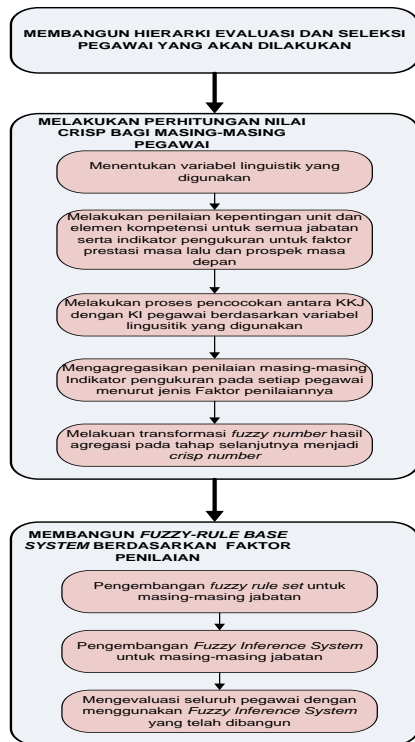 MEMBANGUN HIERARKI EVALUASI DAN SELEKSI
PEGAWAI YANG AKAN DILAKUKAN
MELAKUKAN PERHITUNGAN NILAI
CRISP BAGI MASING-MASING
PEGAWAI
Menentukan variabel linguistik yang
digunakan
Melakukan penilaian kepentingan unit dan
elemen kompetensi untuk semua jabatan
serta indikator pengukuran untuk faktor
prestasi masa lalu dan prospek masa
depan
Melakukan proses pencocokan antara KKJ
dengan KI pegawai berdasarkan variabel
lingusitik yang digunakan
Mengagregasikan penilaian masing-masing
Indikator pengukuran pada setiap pegawai
menurut jenis Faktor penilaiannya
Melakuan transformasi fuzzy number hasil
agregasi pada tahap selanjutnya menjadi
crisp number
MEMBANGUN FUZZY-RULE BASE
SYSTEM BERDASARKAN FAKTOR
PENILAIAN
Pengembangan fuzzy rule set untuk
masing-masing jabatan
Pengembangan Fuzzy Inference System
untuk masing-masing jabatan
Mengevaluasi seluruh pegawai dengan
menggunakan Fuzzy Inference System
yang telah dibangun